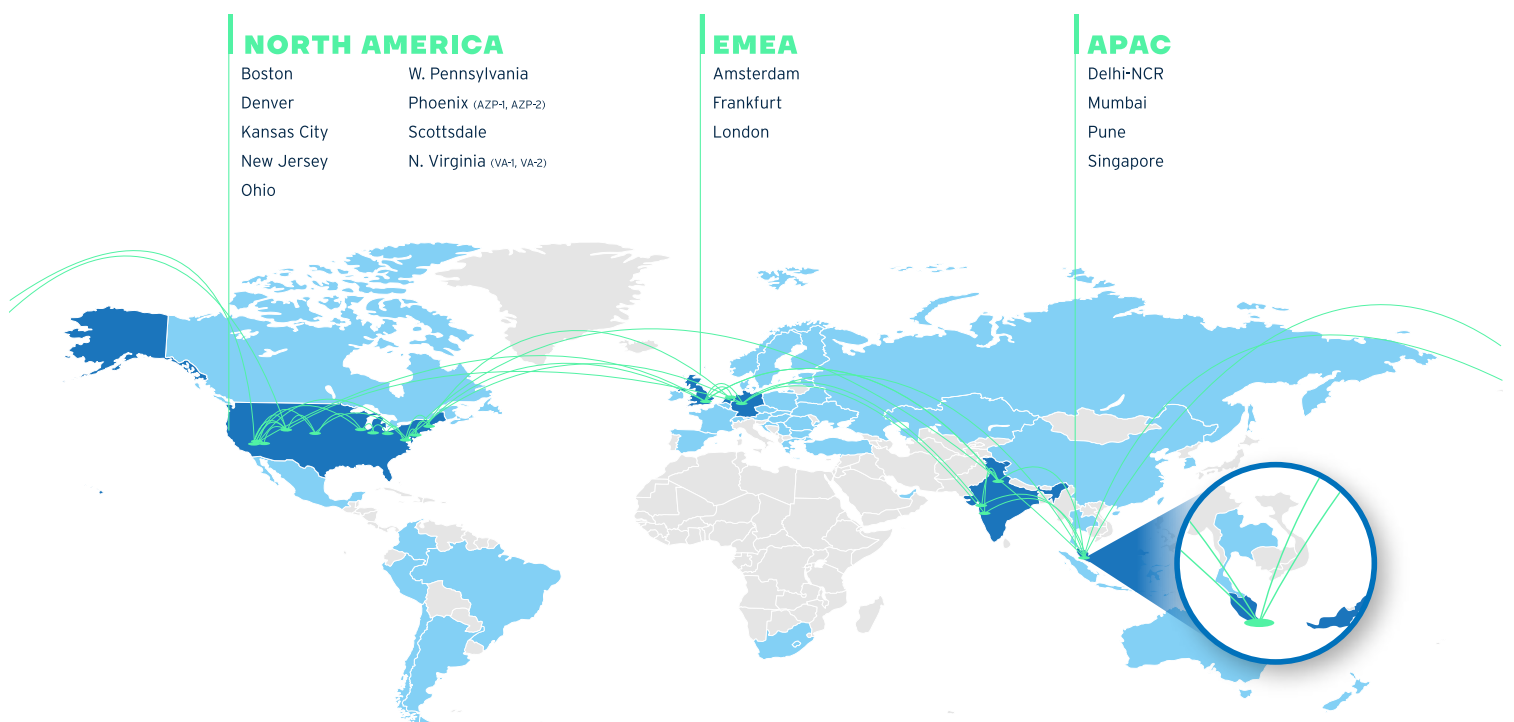 NORTH AMERICA
Boston
Denver
Kansas City
New Jersey
Ohio
W. Pennsylvania
Phoenix (AZP-1, AZP-2)
Scottsdale
N. Virginia (VA-1, VA-2)
EMEA
Amsterdam
Frankfurt
London
APAC
Delhi-NCR
Mumbai
Pune
Singapore